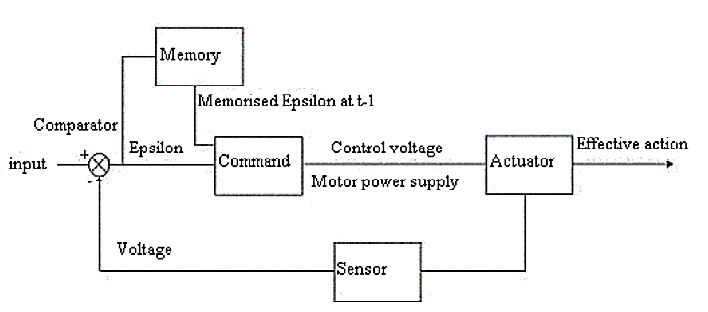 Memory
Memorised Epsilon at t-1
Comparator
+
Epsilon
Control voltage
Effective action
input
Command
Actuator
-
Motor power supply
Voltage
Sensor